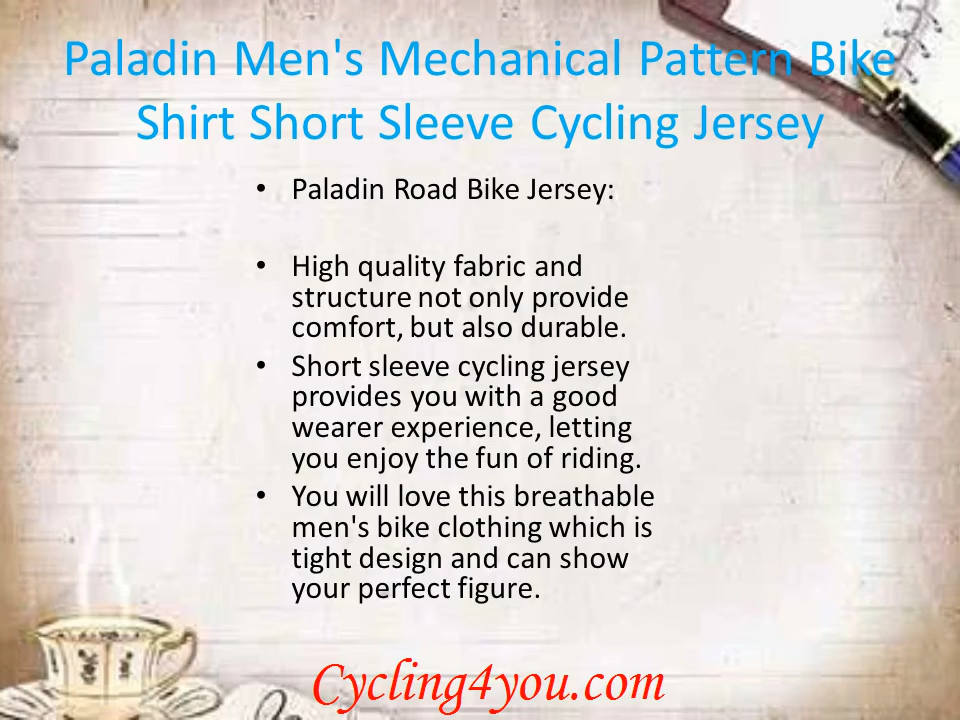 Paladin Men's Mechanical Pattern Bike
Shirt Short Sleeve Cycling Jersey
• Paladin Road Bike Jersey:
• High quality fabric and
structure not only provide
comfort, but also durable.
• Short sleeve cycling jersey
provides you with a good
wearer experience, letting
you enjoy the fun of riding.
• You will love this breathable
men's bike clothing which is
tight design and can show
your perfect figure.
Cycling4you.com